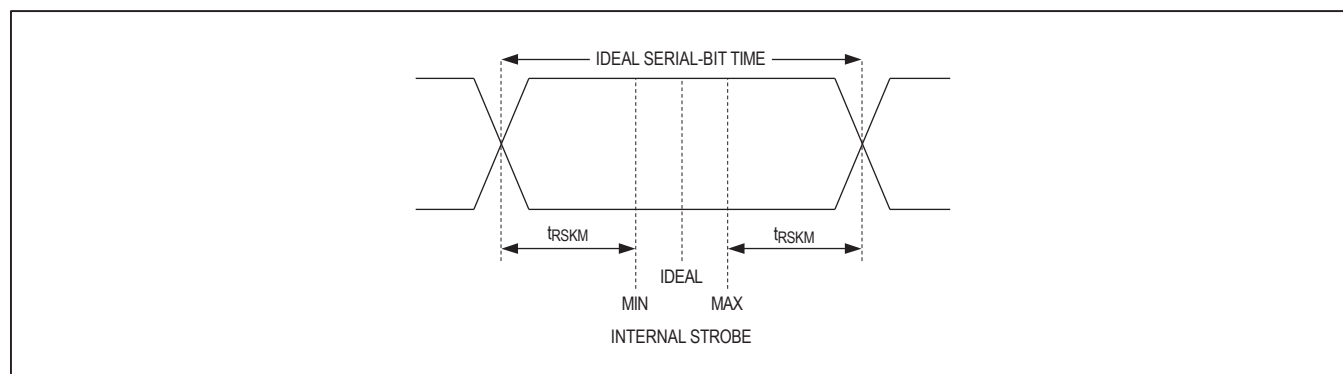 IDEAL SERIAL-BIT TIME
tRSKM tRSKM
IDEAL
MIN MAX
INTERNAL STROBE